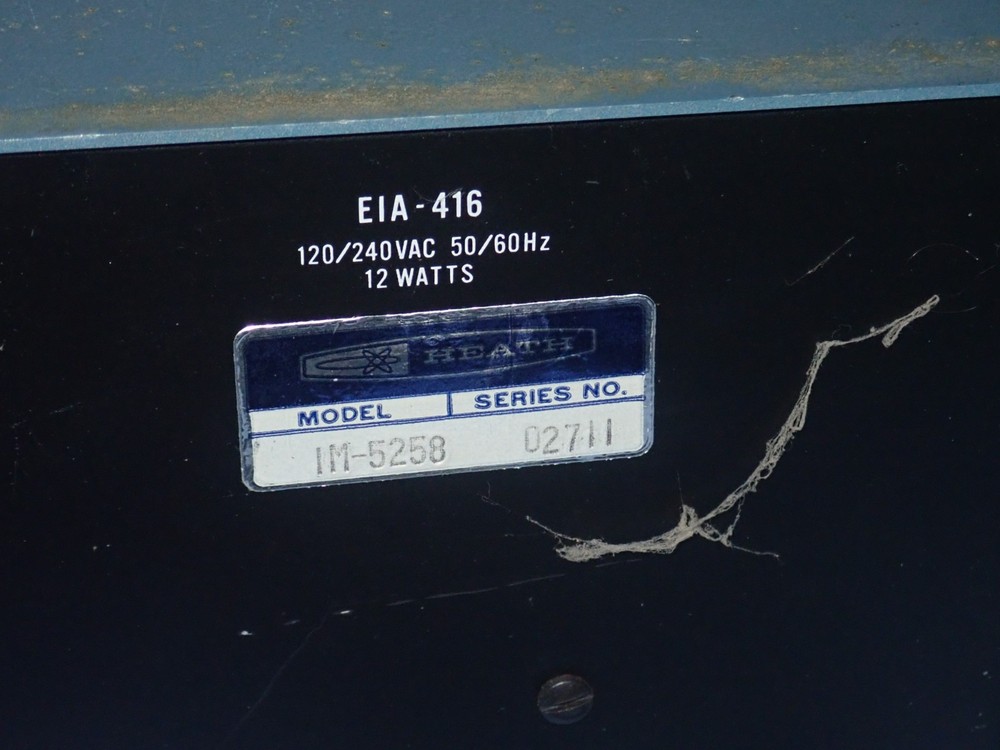 EIA-416
120/240VAC 50/60Hz
12 WATTS
HEATH
MODEL SERIES NO.
IM-5258 02711